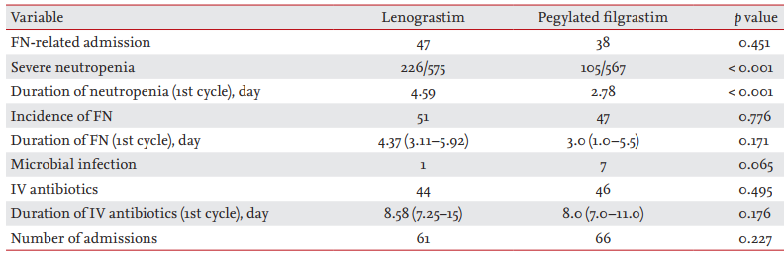 Variable Lenograstim Pegylated filgrastim p value
FN-related admission 47 38 0.451
Severe neutropenia 226/575 105/567 <0.001
Duration of neutropenia (1st cycle), day 4.59 2.78 <0.001
Incidence of FN 51 47 0.776
Duration of FN (1st cycle), day 4.37 (3.11–5.92) 3.0 (1.0–5.5) 0.171
Microbial infection 1 7 0.065
IV antibiotics 44 46 0.495
Duration of IV antibiotics (1st cycle), day 8.58 (7.25–15) 8.0 (7.0–11.0) 0.176
Number of admissions 61 66 0.227